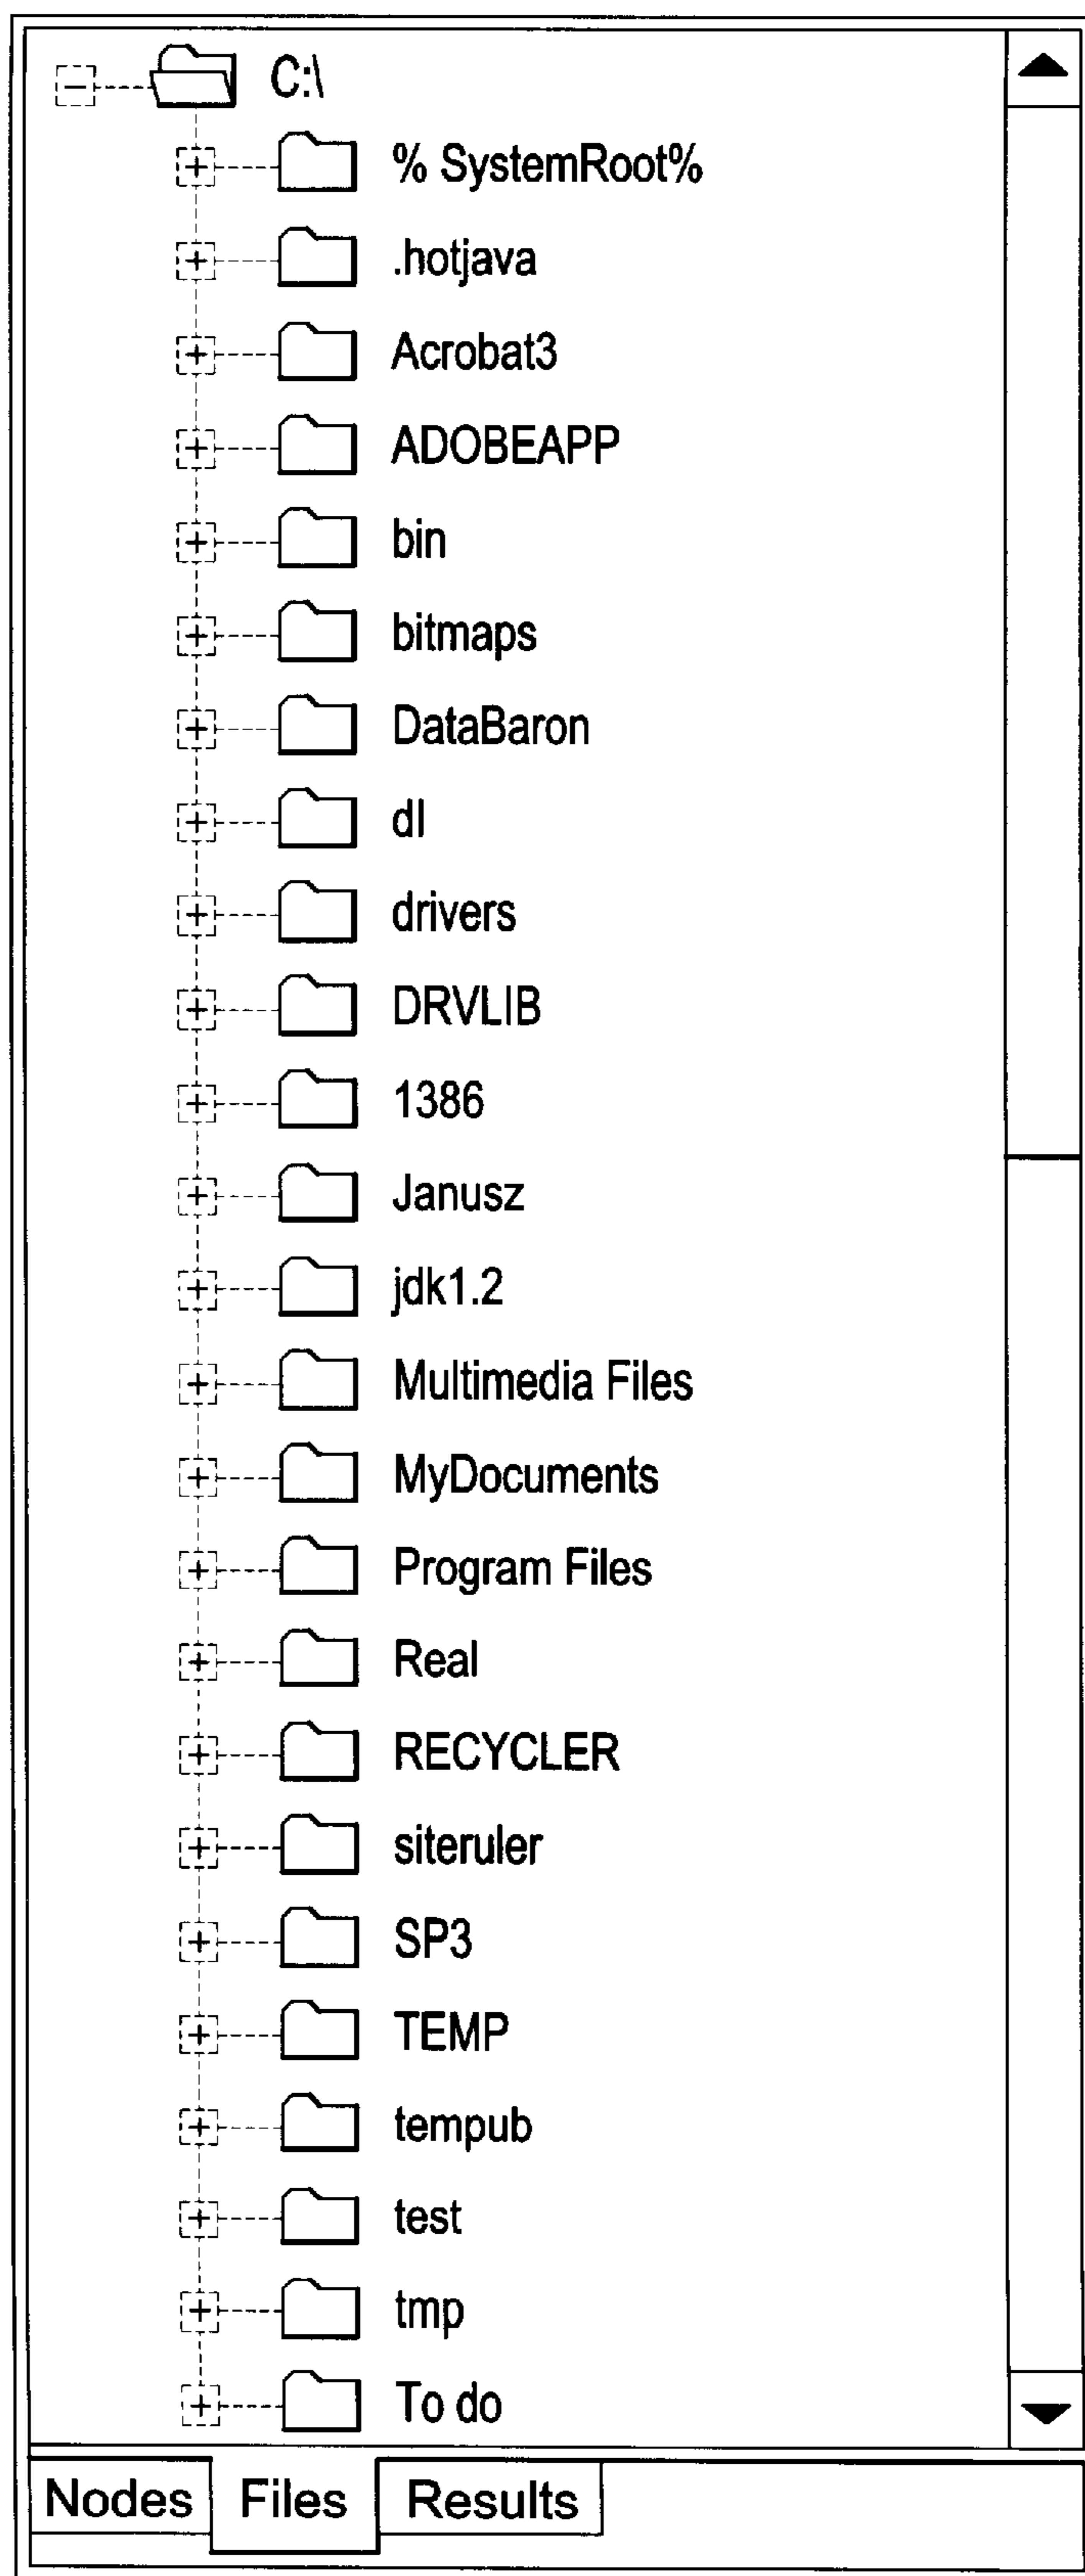 C:\
% SystemRoot%
.hotjava
Acrobat3
ADOBEAPP
bin
bitmaps
DataBaron
dl
drivers
DRVLIB
1386
Janusz
jdk1.2
Multimedia Files
MyDocuments
Program Files
Real
RECYCLER
siteruler
SP3
TEMP
tempub
test
tmp
To do
Nodes Files Results